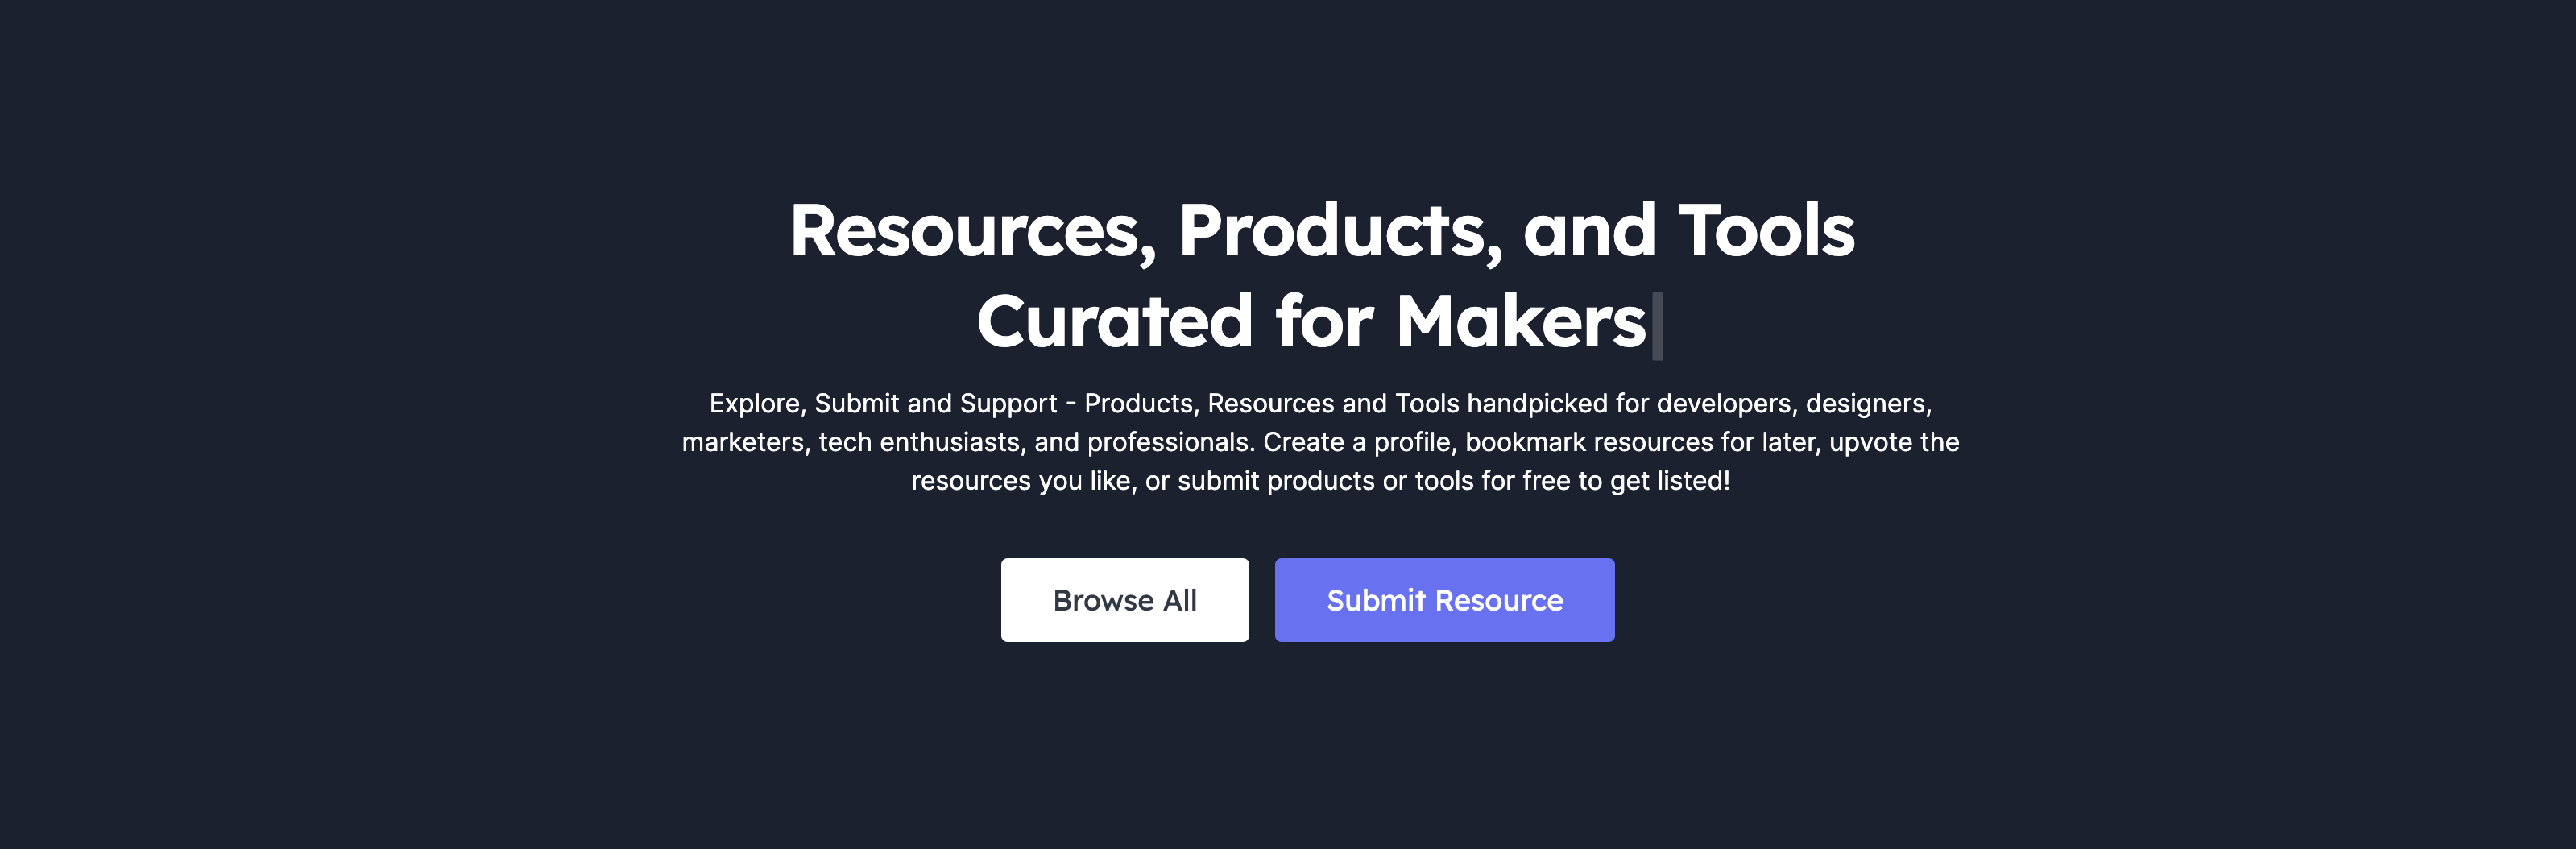 Resources, Products, and Tools
Curated for Makers
Explore, Submit and Support - Products, Resources and Tools handpicked for developers, designers,
marketers, tech enthusiasts, and professionals. Create a profile, bookmark resources for later, upvote the
resources you like, or submit products or tools for free to get listed!
Browse All
Submit Resource